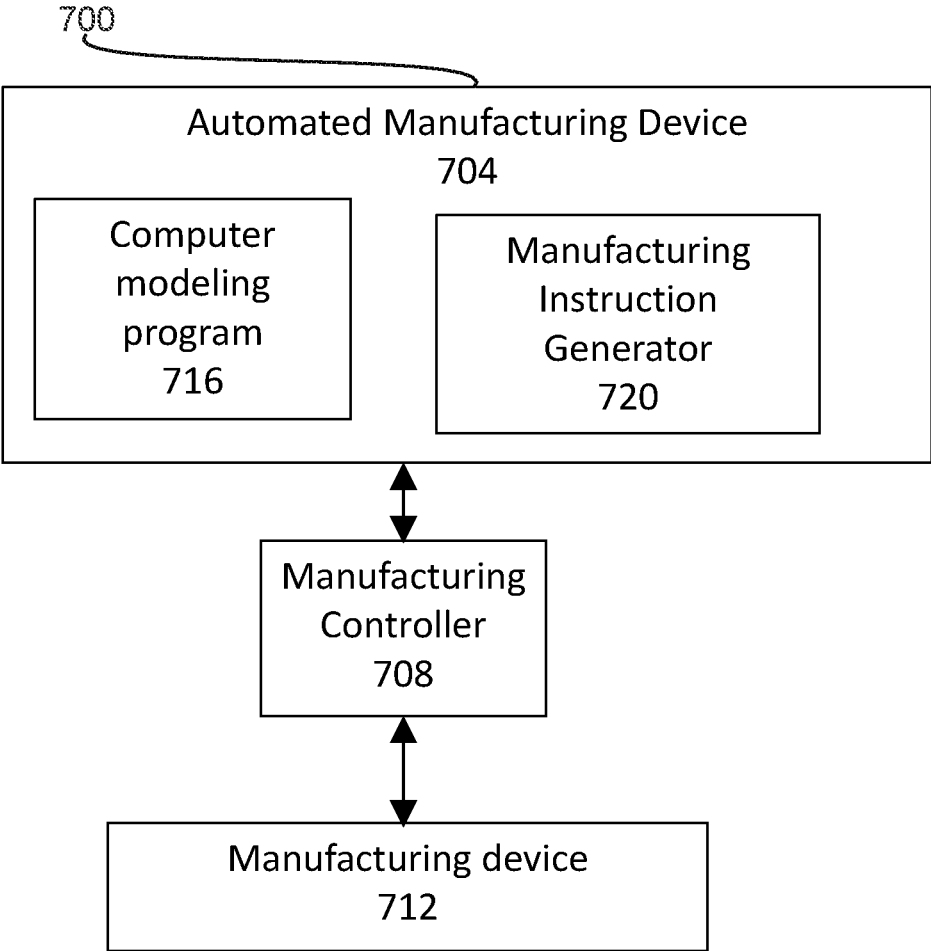 700
Automated Manufacturing Device
704
Computer
modeling
program
716
Manufacturing
Instruction
Generator
720
Manufacturing
Controller
708
Manufacturing device
712